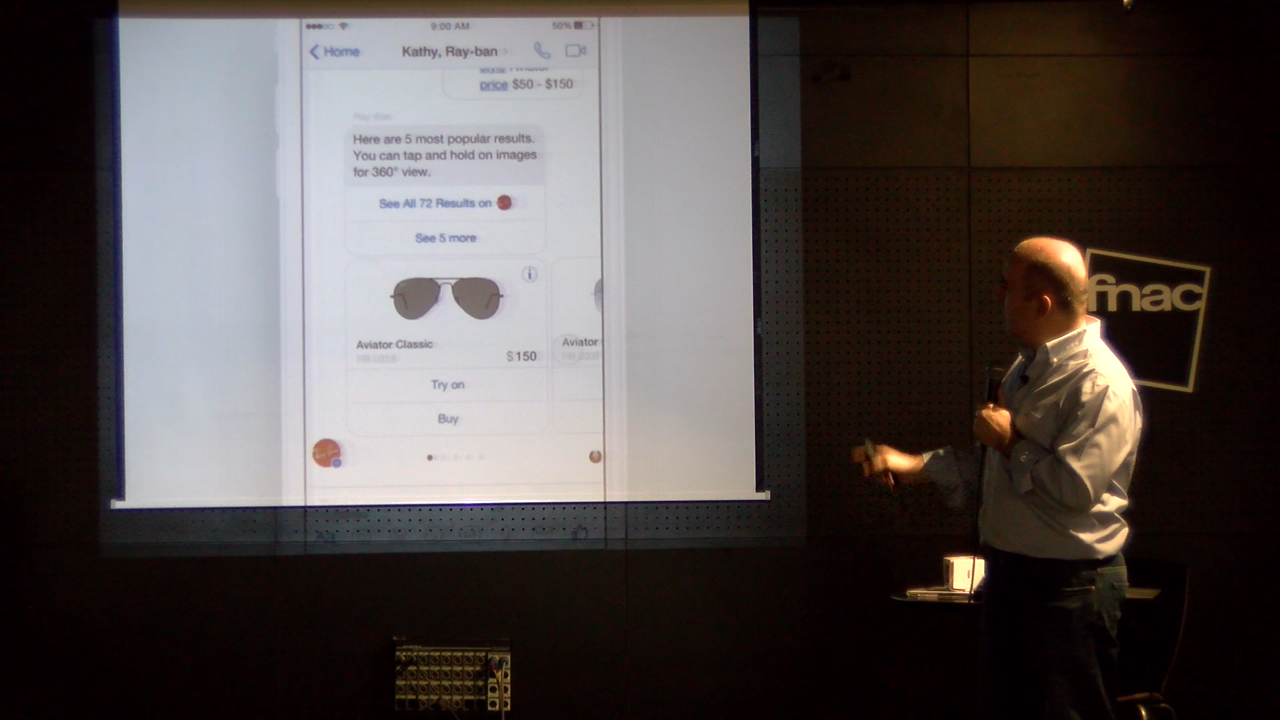 9:00 AM
50%
Home
Kathy, Ray-ban
price $50 - $150
Here are 5 most popular results.
You can tap and hold on images
for 360° view.
See All 72 Results on
See 5 more
Aviator Classic
$150
Aviator
Try on
Buy
fnac